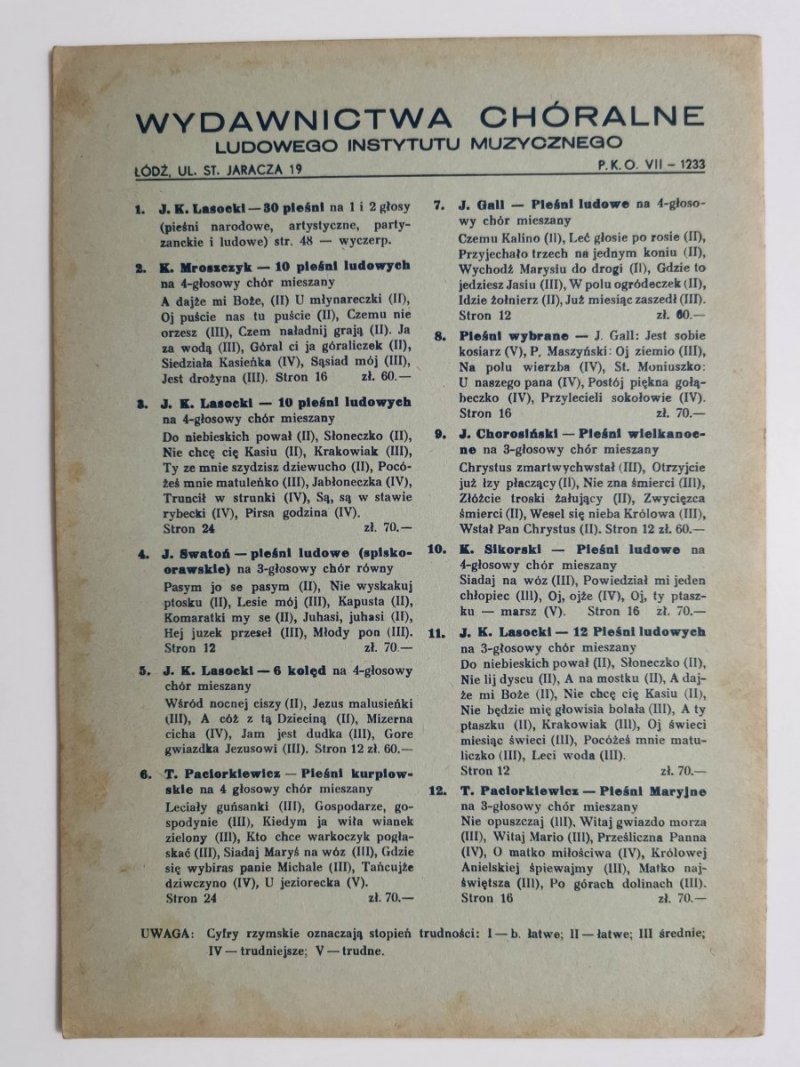 WYDAWNICTWA CHÓRALNE
LUDOWEGO INSTYTUTU MUZYCZNEGO
ŁÓDŹ, UL. ST. JARACZA 19
P. K. O. VII – 1233
1. J. K. Lasocki — 30 pieśni na 1 i 2 głosy
(pieśni narodowe, artystyczne, party-
zanckie i ludowe) str. 48 — wyczerp.
2. K. Mroszczyk — 10 pieśni ludowych
na 4-głosowy chór mieszany
A dajże mi Boże, (II) U młynareczki (II),
Oj puście nas tu puście (II), Czemu nie
orzesz (III), Czem naładnij grają (II). Ja
za wodą (III), Góral ci ja góraliczek (II),
Siedziała Kasieńka (IV), Sąsiad mój (III),
Jest drożyna (III). Stron 16 zł. 60.—
3. J. K. Lasocki — 10 pieśni ludowych
na 4-głosowy chór mieszany
Do niebieskich pował (II), Słoneczko (II),
Nie chcę cię Kasiu (II), Krakowiak (III),
Ty ze mnie szydzisz dziewucho (II), Pocó-
żeś mnie matuleńko (III), Jabłoneczka (IV),
Truncił w strunki (IV), Są, są w stawie
rybecki (IV), Pirsa godzina (IV).
Stron 24 zł. 70.—
4. J. Swatoń — pieśni ludowe (spisko-
orawskie) na 3-głosowy chór równy
Pasym jo se pasym (II), Nie wyskakuj
ptosku (II), Lesie mój (III), Kapusta (II),
Komaratki my se (II), Juhasi, juhasi (II),
Hej juzek przeseł (III), Młody pon (III).
Stron 12 zł. 70.—
5. J. K. Lasocki — 6 kolęd na 4-głosowy
chór mieszany
Wśród nocnej ciszy (II), Jezus malusieńki
(III), A cóż z tą Dzieciną (II), Mizerna
cicha (IV), Jam jest dudka (III), Gore
gwiazdka Jezusowi (III). Stron 12 zł. 60.—
6. T. Paciorkiewicz — Pieśni kurpiow-
skie na 4 głosowy chór mieszany
Leciały guńsanki (III), Gospodarze, go-
spodynie (III), Kiedym ja wiła wianek
zielony (III), Kto chce warkoczyk pogła-
skać (III), Siadaj Maryś na wóz (III), Gdzie
się wybiras panie Michale (III), Tańcujże
dziwczyno (IV), U jeziorecka (V).
Stron 24 zł. 70.—
7. J. Gall — Pieśni ludowe na 4-głoso-
wy chór mieszany
Czemu Kalino (II), Leć głosie po rosie (II),
Przyjechało trzech na jednym koniu (II),
Wychodź Marysiu do drogi (II), Gdzie to
jedziesz Jasiu (III), W polu ogródeczek (II),
Idzie żołnierz (II), Już miesiąc zaszedł (III).
Stron 12 zł. 60.—
8. Pieśni wybrane — J. Gall: Jest sobie
kosiarz (V), P. Maszyński: Oj ziemio (III),
Na polu wierzba (IV), St. Moniuszko:
U naszego pana (IV), Postój piękna gołą-
beczko (IV), Przylecieli sokołowie (IV).
Stron 16 zł. 70.—
9. J. Chorosiński — Pieśni wielkanoc-
ne na 3-głosowy chór mieszany
Chrystus zmartwychwstał (III), Otrzyjcie
już łzy płaczący (II), Nie zna śmierci (III),
Złóżcie troski żałujący (II), Zwycięzca
śmierci (II), Wesel się nieba Królowa (III),
Wstał Pan Chrystus (II). Stron 12 zł. 60.—
10. K. Sikorski — Pieśni ludowe na
4-głosowy chór mieszany
Siadaj na wóz (III), Powiedział mi jeden
chłopiec (III), Oj, ojże (IV), Oj, ty ptasz-
ku — marsz (V). Stron 16 zł. 70.—
11. J. K. Lasocki — 12 Pieśni ludowych
na 3-głosowy chór mieszany
Do niebieskich pował (II), Słoneczko (II),
Nie lij dyscu (II), A na mostku (II), A daj-
że mi Boże (II), Nie chcę cię Kasiu (II),
Nie będzie mię głowisia bolała (III), A ty
ptaszku (II), Krakowiak (III), Oj świeci
miesiąc świeci (III), Pocóżeś mnie matu-
liczko (III), Leci woda (III).
Stron 12 zł. 70.—
12. T. Paciorkiewicz — Pieśni Maryjne
na 3-głosowy chór mieszany
Nie opuszczaj (III), Witaj gwiazdo morza
(III), Witaj Mario (III), Prześliczna Panna
(IV), O matko miłościwa (IV), Królowej
Anielskiej śpiewajmy (III), Matko naj-
świętsza (III), Po górach dolinach (III).
Stron 16 zł. 70.—
UWAGA: Cyfry rzymskie oznaczają stopień trudności: I — b. łatwe; II — łatwe; III średnie;
IV — trudniejsze; V — trudne.